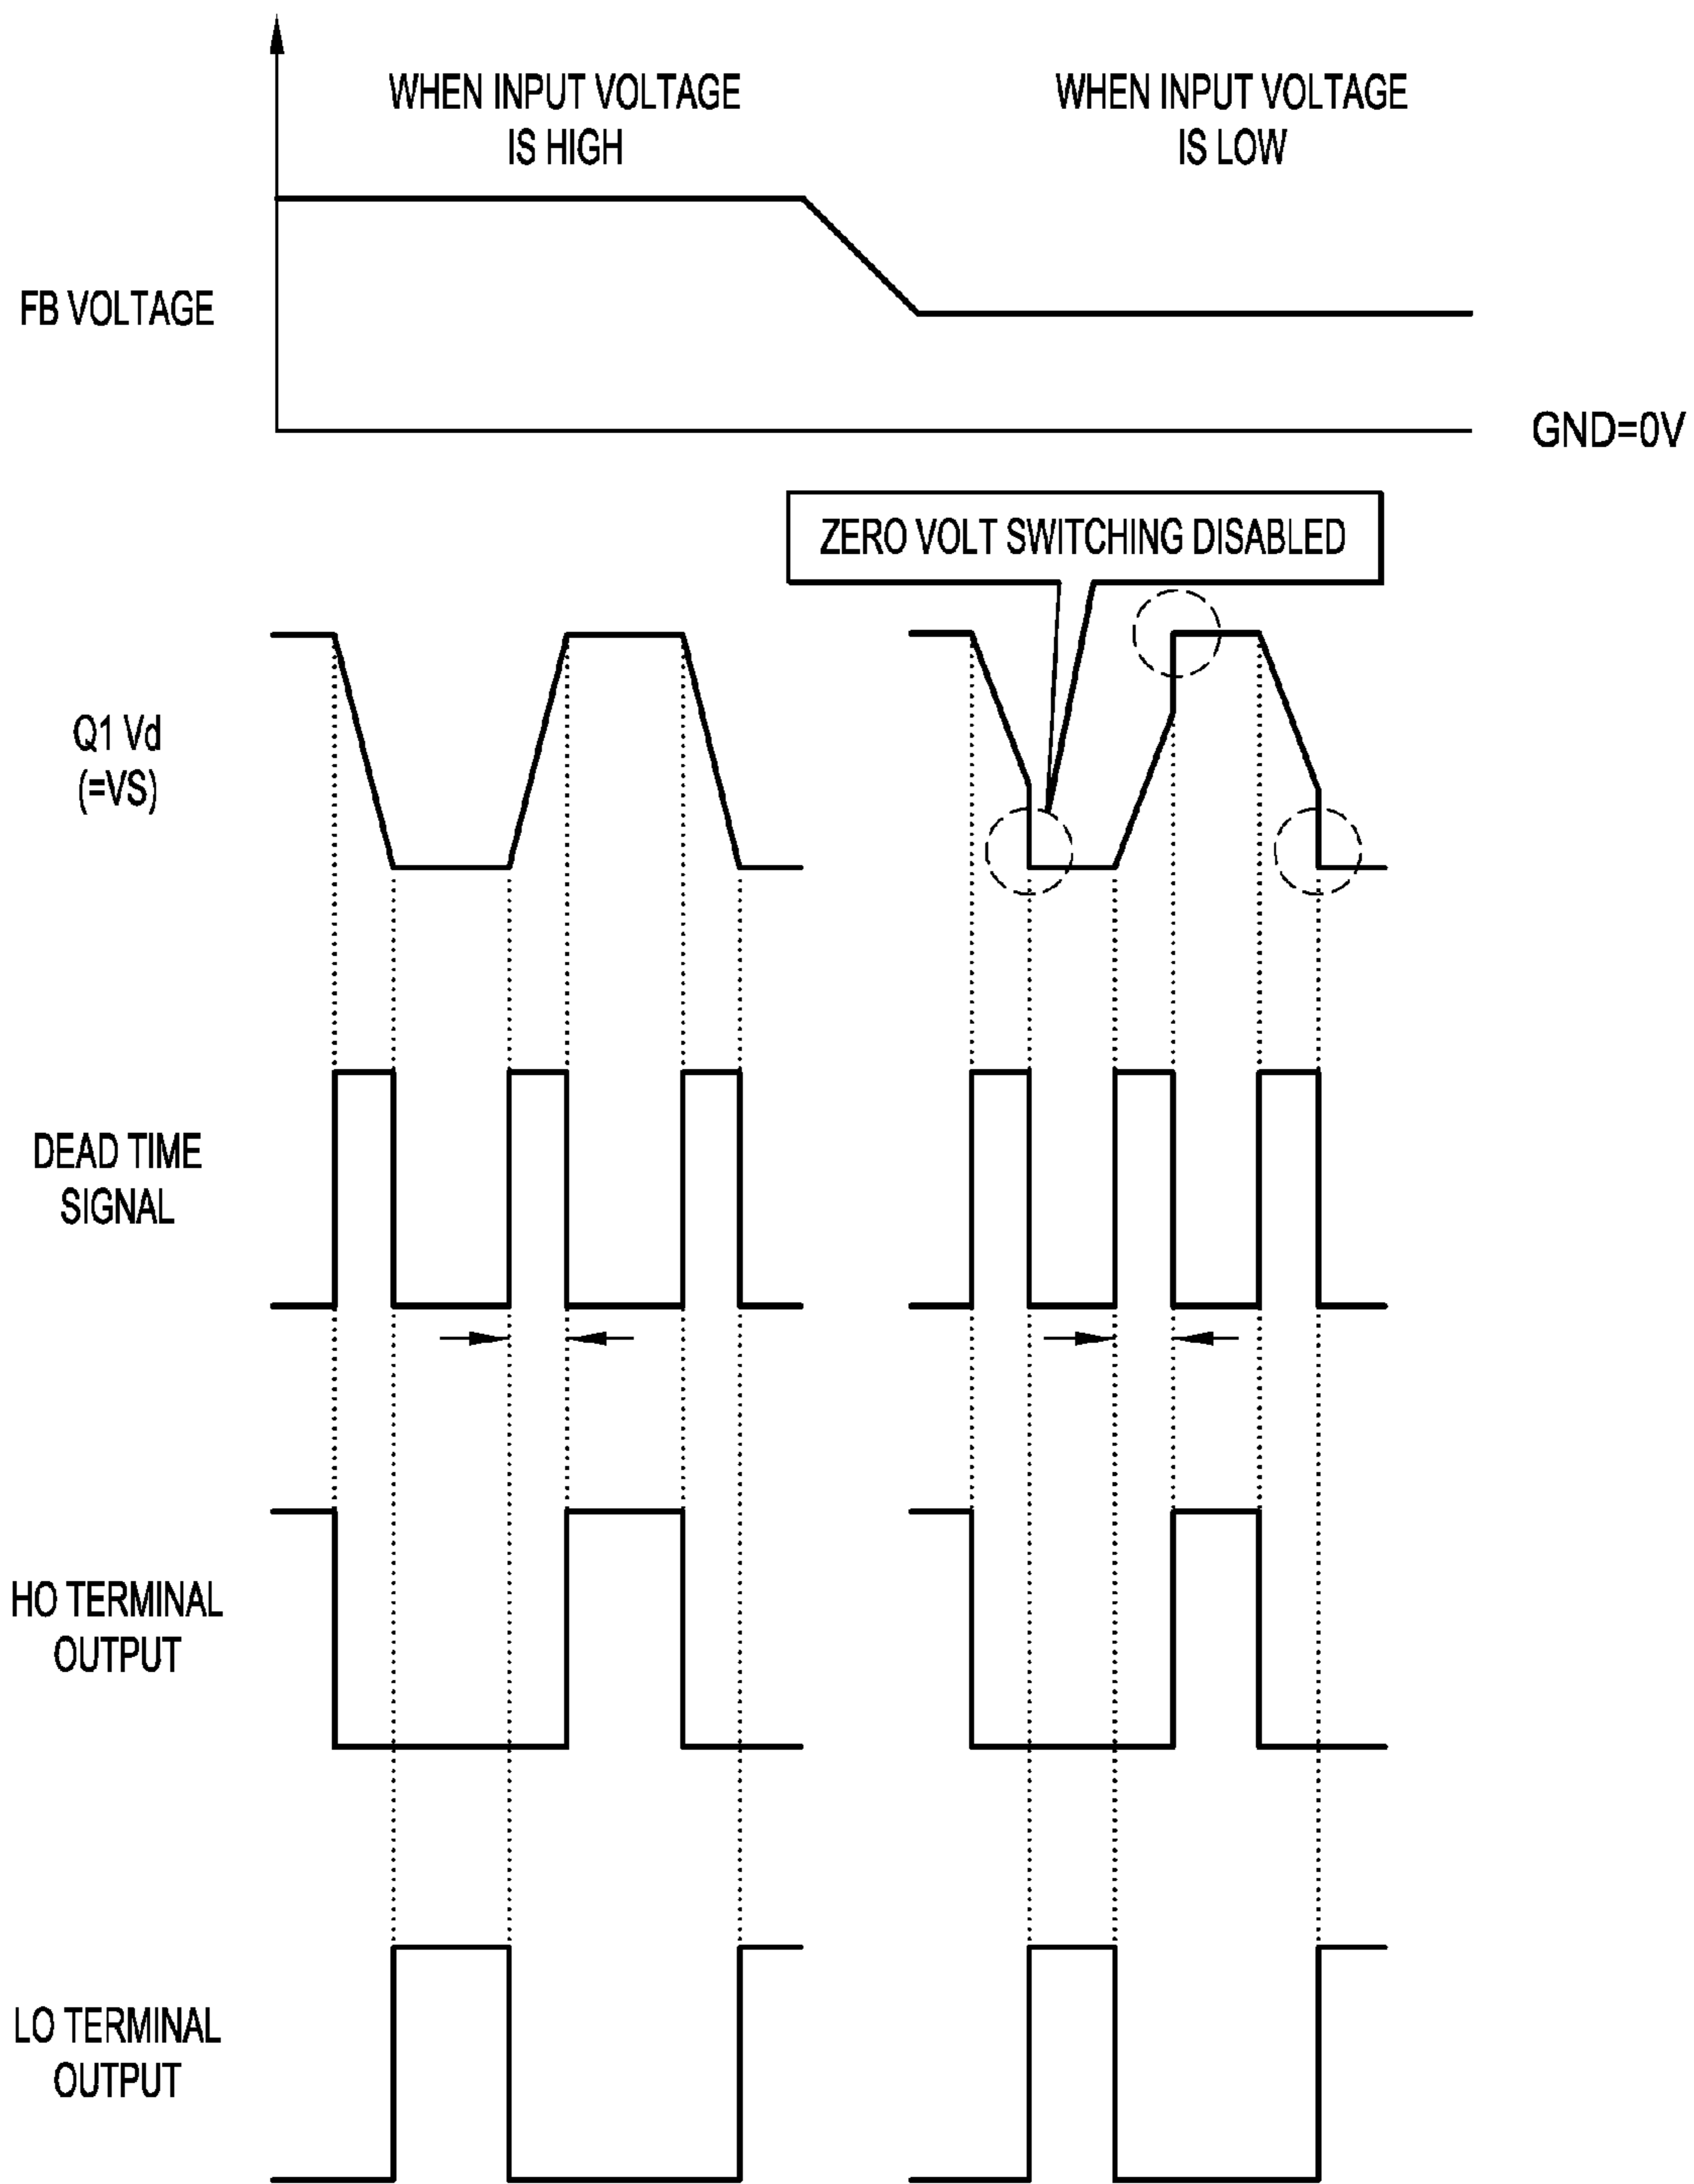 WHEN INPUT VOLTAGE
IS HIGH
WHEN INPUT VOLTAGE
IS LOW
FB VOLTAGE
GND=0V
ZERO VOLT SWITCHING DISABLED
Q1 Vd
(=VS)
DEAD TIME
SIGNAL
HO TERMINAL
OUTPUT
LO TERMINAL
OUTPUT